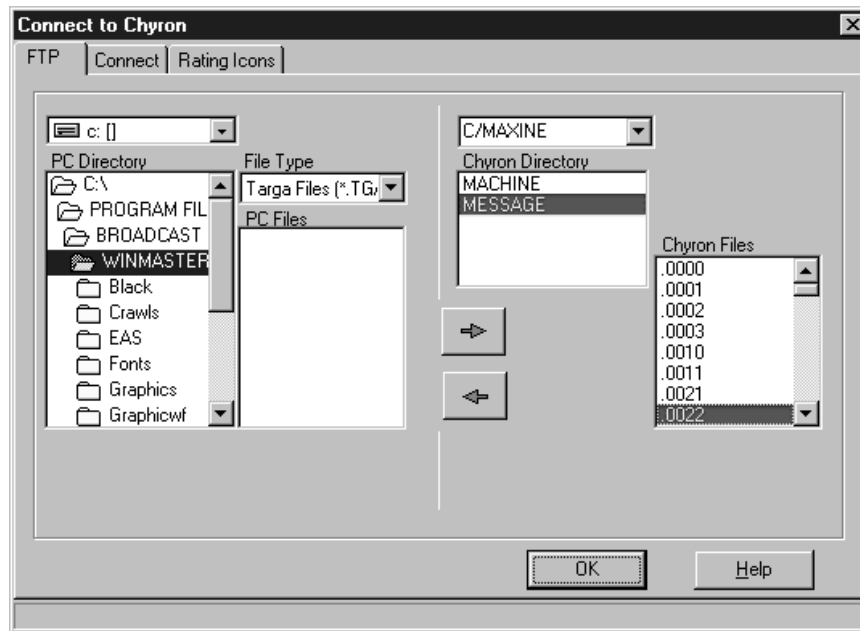 Connect to Chyron
FTP
Connect
Rating Icons
c: []
PC Directory
C:\
PROGRAM FIL
BROADCAST
WINMASTER
Black
Crawls
EAS
Fonts
Graphics
Graphicwf
File Type
Targa Files (*.TGA
PC Files
C/MAXINE
Chyron Directory
MACHINE
MESSAGE
Chyron Files
.0000
.0001
.0002
.0003
.0010
.0011
.0021
.0022
OK
Help